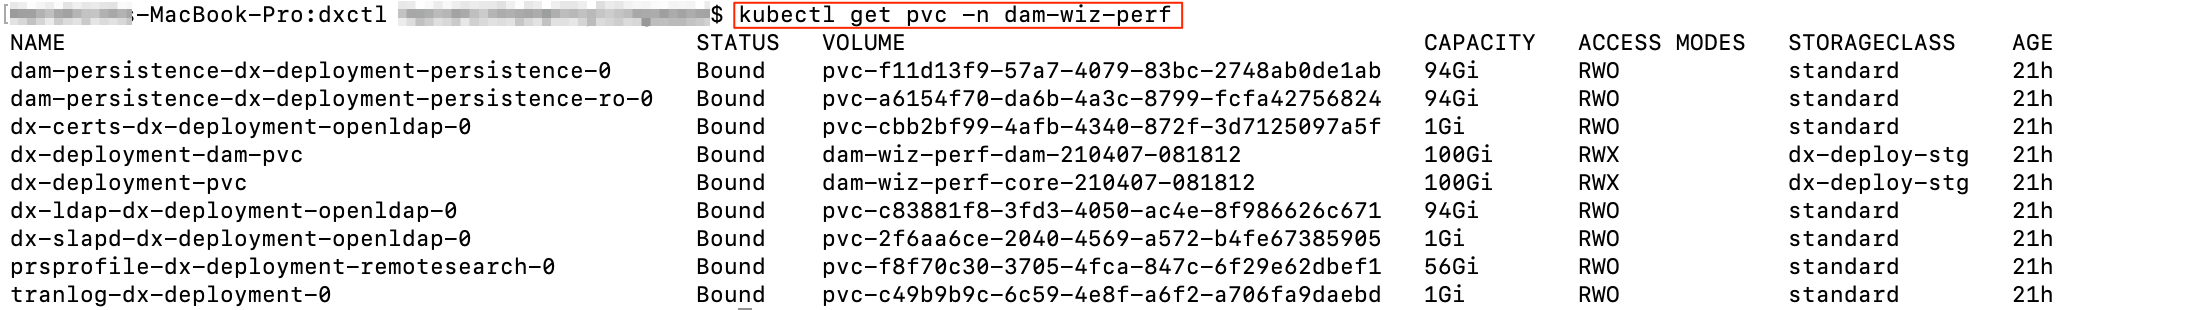 s-MacBook-Pro:dxctl $ kubectl get pvc -n dam-wiz-perf
NAME STATUS VOLUME CAPACITY ACCESS MODES STORAGECLASS AGE
dam-persistence-dx-deployment-persistence-0 Bound pvc-f11d13f9-57a7-4079-83bc-2748ab0de1ab 94Gi RWO standard 21h
dam-persistence-dx-deployment-persistence-ro-0 Bound pvc-a6154f70-da6b-4a3c-8799-fcfa42756824 94Gi RWO standard 21h
dx-certs-dx-deployment-openldap-0 Bound pvc-cbb2bf99-4afb-4340-872f-3d7125097a5f 1Gi RWO standard 21h
dx-deployment-dam-pvc Bound dam-wiz-perf-dam-210407-081812 100Gi RWX dx-deploy-stg 21h
dx-deployment-pvc Bound dam-wiz-perf-core-210407-081812 100Gi RWX dx-deploy-stg 21h
dx-ldap-dx-deployment-openldap-0 Bound pvc-c83881f8-3fd3-4050-ac4e-8f986626c671 94Gi RWO standard 21h
dx-slapd-dx-deployment-openldap-0 Bound pvc-2f6aa6ce-2040-4569-a572-b4fe67385905 1Gi RWO standard 21h
prsprofile-dx-deployment-remotesearch-0 Bound pvc-f8f70c30-3705-4fca-847c-6f29e62dbef1 56Gi RWO standard 21h
tranlog-dx-deployment-0 Bound pvc-c49b9b9c-6c59-4e8f-a6f2-a706fa9daebd 1Gi RWO standard 21h